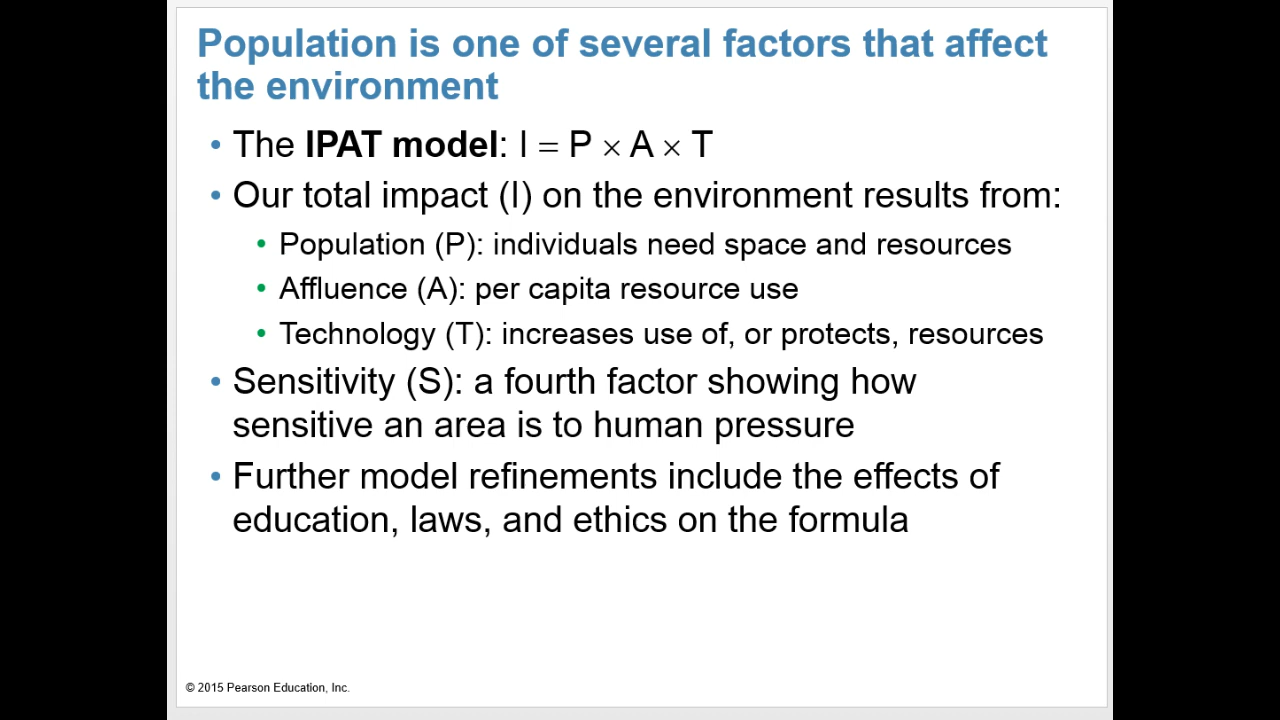 Population is one of several factors that affect
the environment
• The IPAT model: I = P × A × T
• Our total impact (I) on the environment results from:
• Population (P): individuals need space and resources
• Affluence (A): per capita resource use
• Technology (T): increases use of, or protects, resources
• Sensitivity (S): a fourth factor showing how
sensitive an area is to human pressure
• Further model refinements include the effects of
education, laws, and ethics on the formula
© 2015 Pearson Education, Inc.